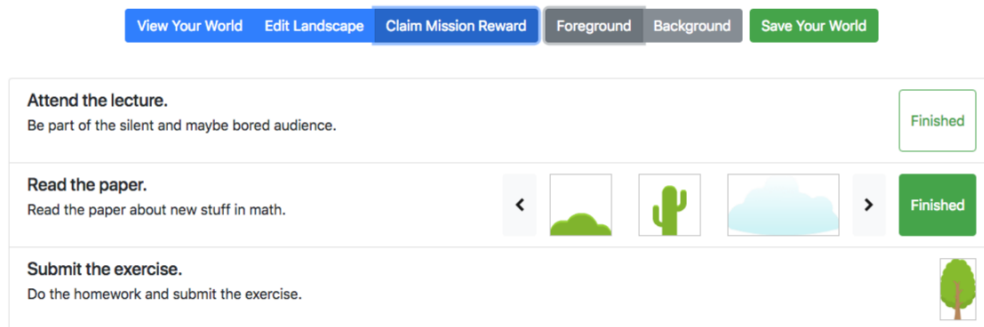 View Your World Edit Landscape Claim Mission Reward Foreground Background Save Your World
Attend the lecture.
Be part of the silent and maybe bored audience.
Finished
Read the paper.
Read the paper about new stuff in math.
Finished
Submit the exercise.
Do the homework and submit the exercise.